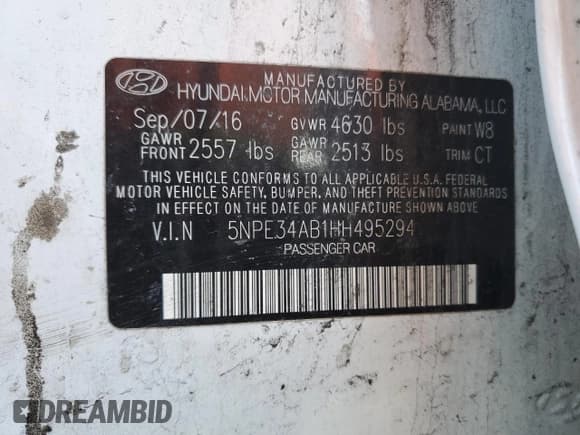 MANUFACTURED BY
HYUNDAI MOTOR MANUFACTURING ALABAMA, LLC
Sep/07/16 GVWR 4630 lbs PAINT W8
GAWR FRONT 2557 lbs GAWR REAR 2513 lbs TRIM CT
THIS VEHICLE CONFORMS TO ALL APPLICABLE U.S.A. FEDERAL
MOTOR VEHICLE SAFETY, BUMPER, AND THEFT PREVENTION STANDARDS
IN EFFECT ON THE DATE OF MANUFACTURE SHOWN ABOVE.
V.I.N 5NPE34AB1HH495294
PASSENGER CAR
DREAMBID